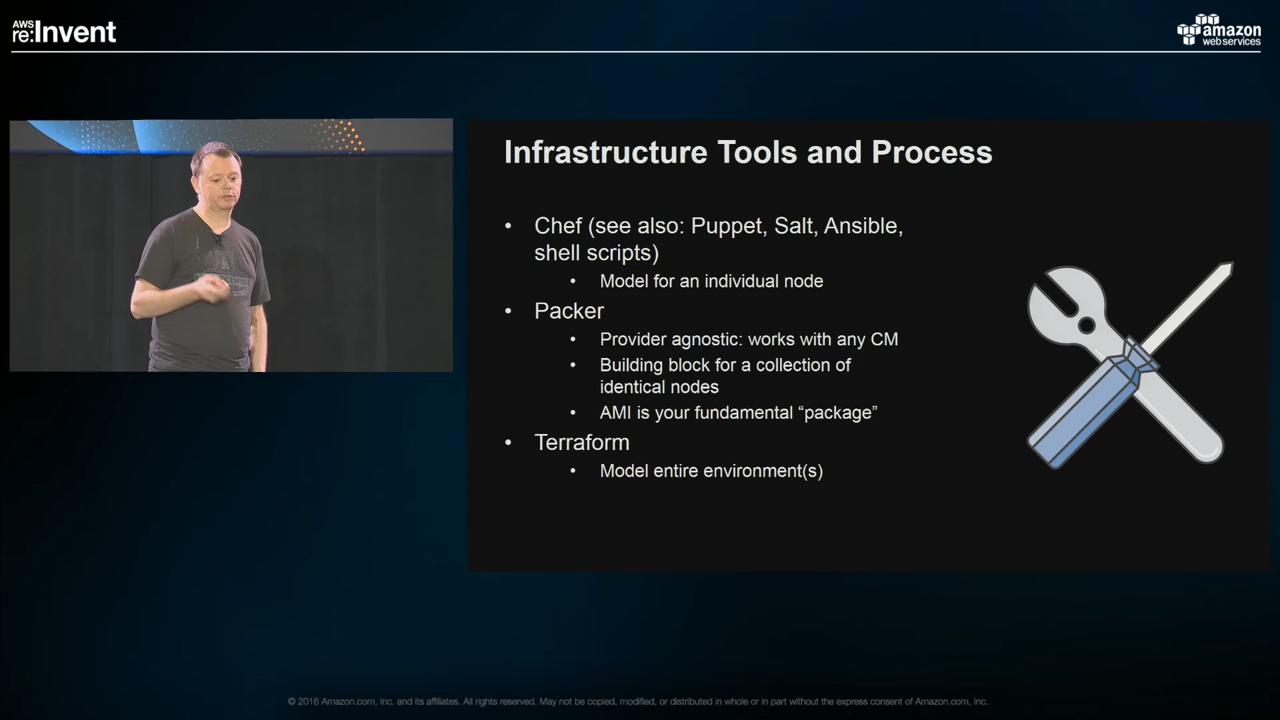 AWS
re:Invent
amazon
web services
Infrastructure Tools and Process
• Chef (see also: Puppet, Salt, Ansible,
shell scripts)
• Model for an individual node
• Packer
• Provider agnostic: works with any CM
• Building block for a collection of
identical nodes
• AMI is your fundamental “package”
• Terraform
• Model entire environment(s)
© 2016 Amazon.com, Inc. and its affiliates. All rights reserved. May not be copied, modified, or distributed in whole or in part without the express consent of Amazon.com, Inc.